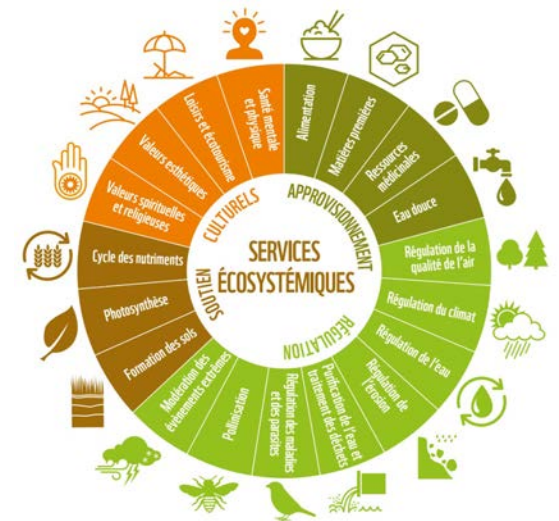 SERVICES
ÉCOSYSTÉMIQUES
CULTURELS
Santé mentale
et physique
Loisirs et écotourisme
Valeurs esthétiques
Valeurs spirituelles
et religieuses
APPROVISIONNEMENT
Alimentation
Matières premières
Ressources
médicinales
Eau douce
RÉGULATION
Régulation de la
qualité de l'air
Régulation du climat
Régulation de l'eau
Régulation de
l'érosion
Purification de l'eau et
traitement des déchets
Régulation des maladies
et des parasites
Pollinisation
Modération des
évènements extrêmes
SOUTIEN
Formation des sols
Photosynthèse
Cycle des nutriments